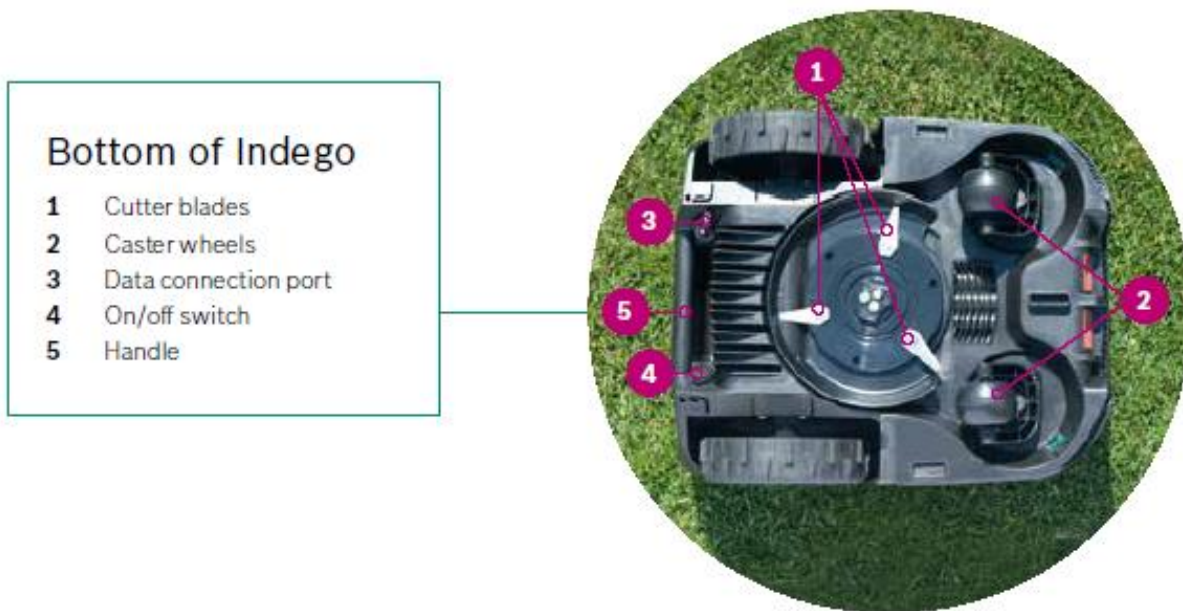 Bottom of Indego
1 Cutter blades
2 Caster wheels
3 Data connection port
4 On/off switch
5 Handle
1
3
2
5
4